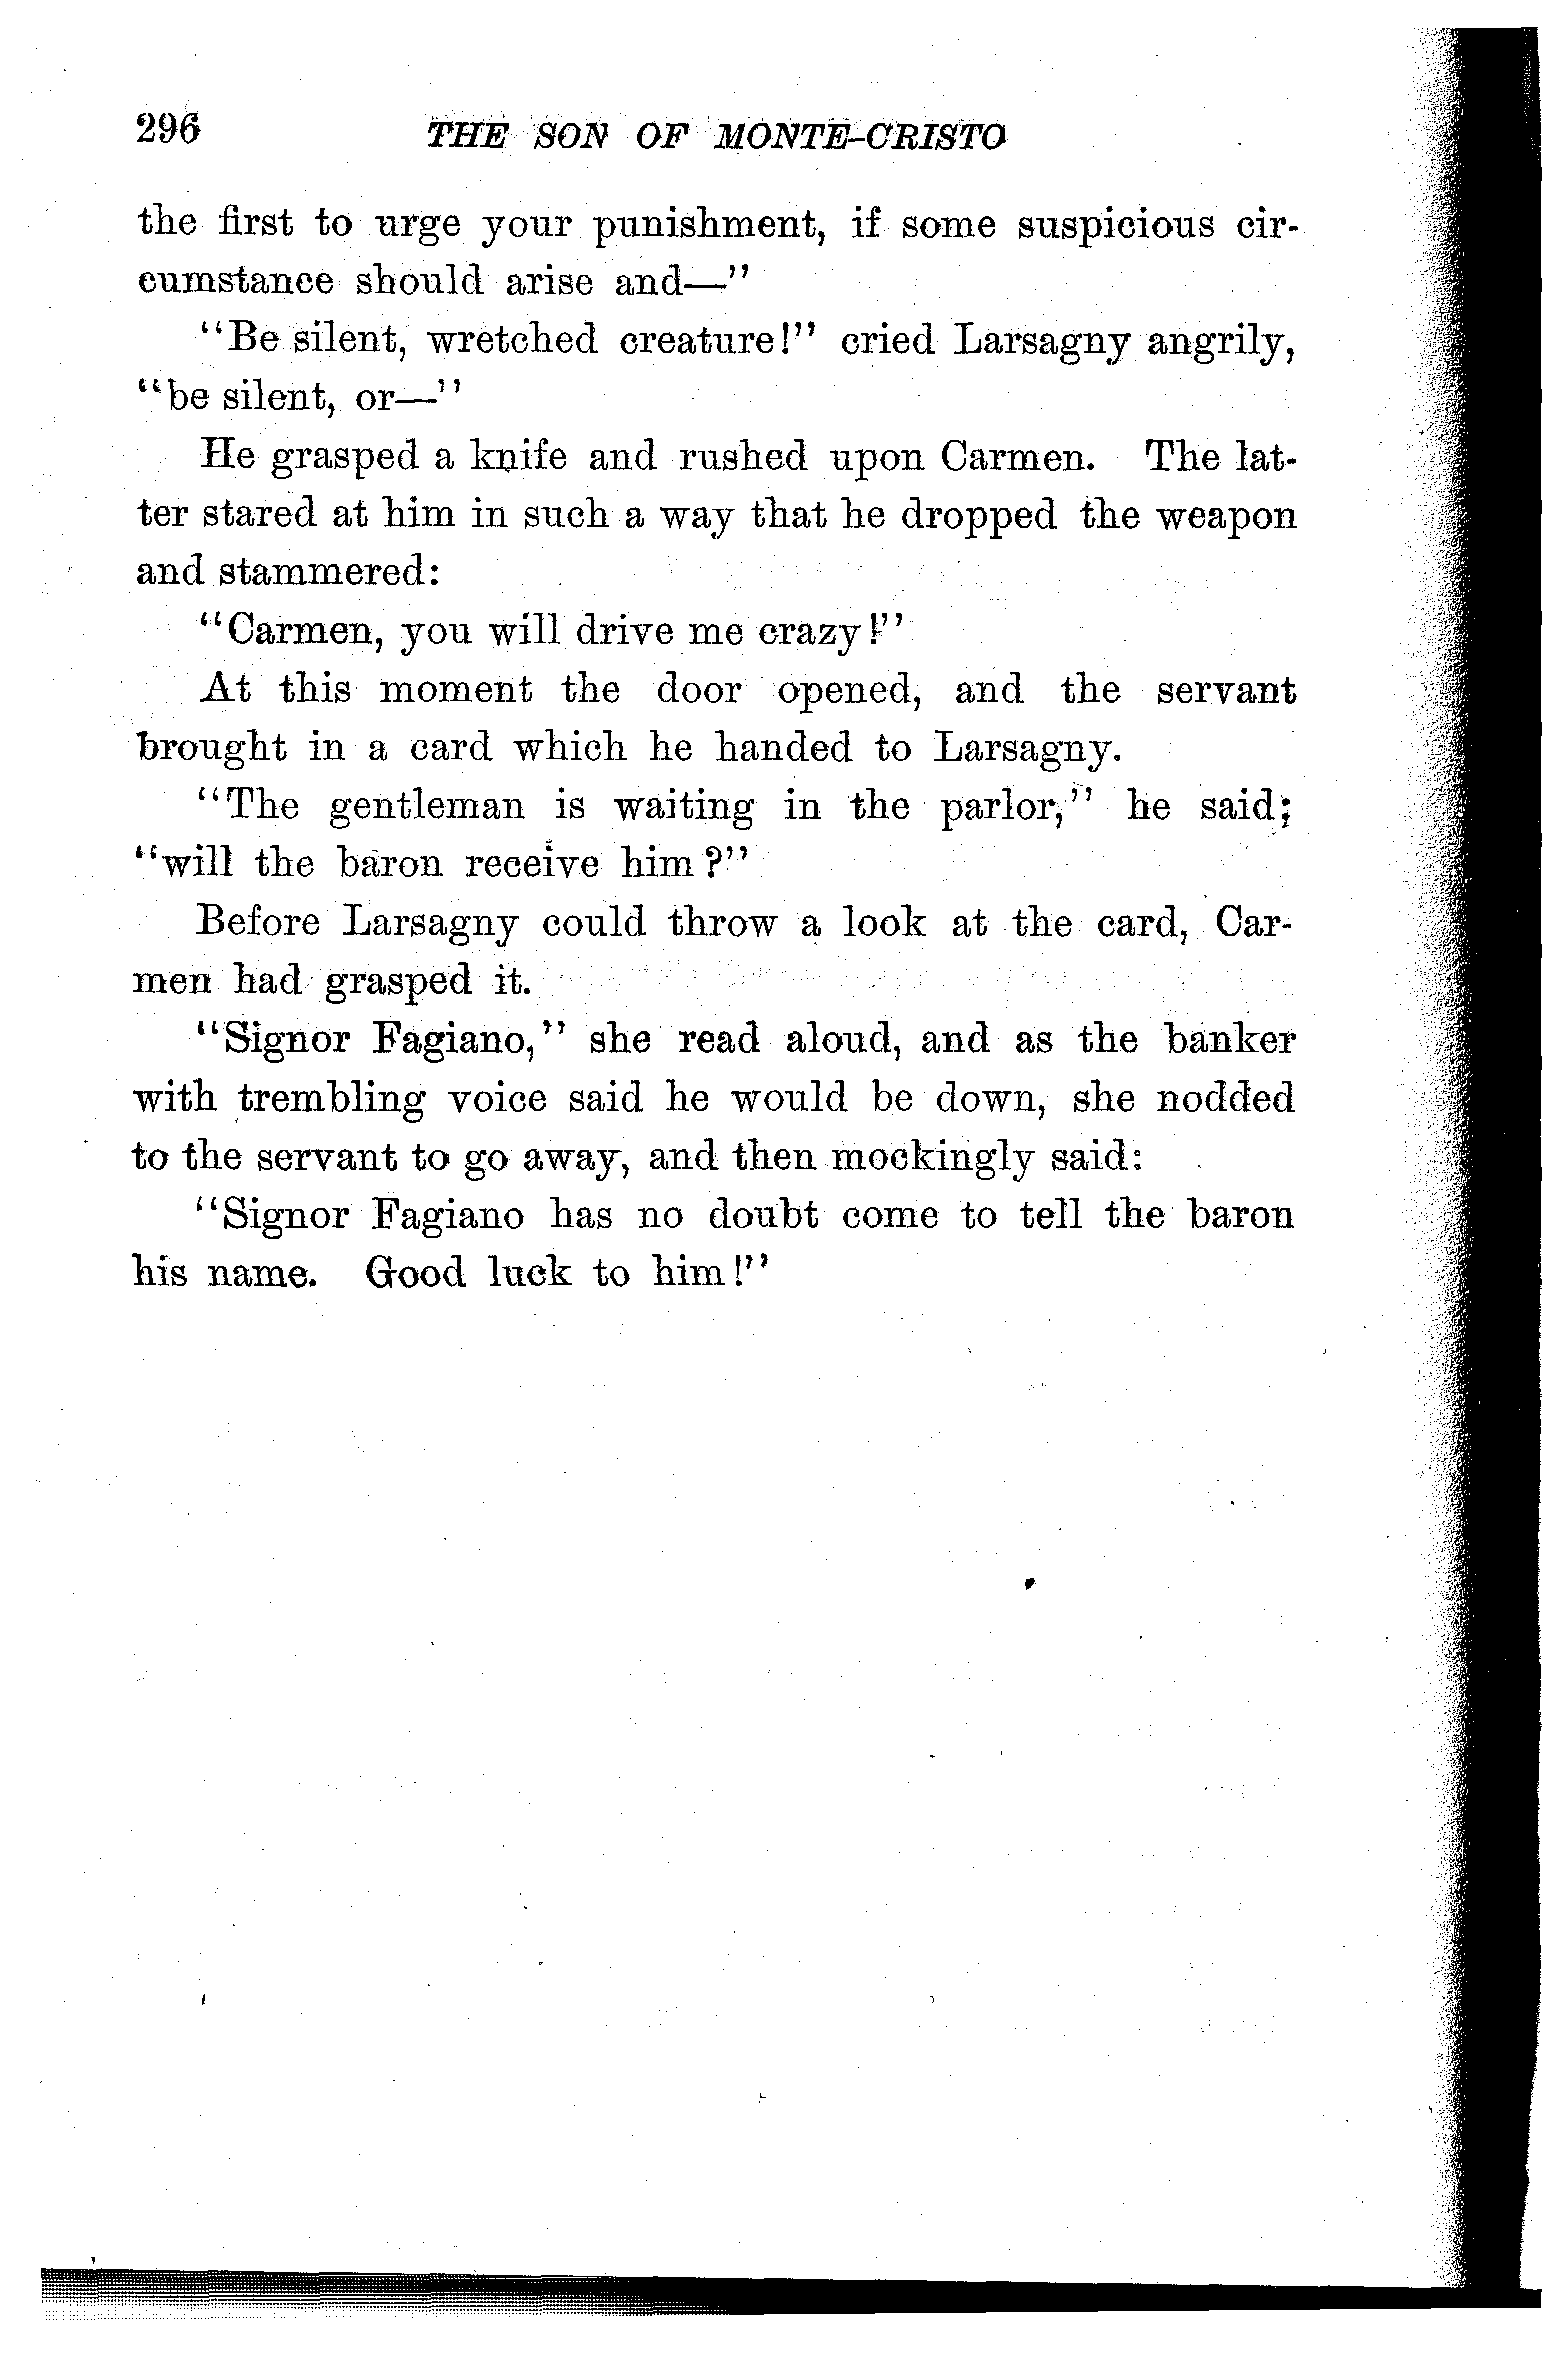 296 THE SON OF MONTE-CRISTO
the first to urge your punishment, if some suspicious cir-
cumstance should arise and—"
"Be silent, wretched creature!" cried Larsagny angrily,
"be silent, or—"
He grasped a knife and rushed upon Carmen. The lat-
ter stared at him in such a way that he dropped the weapon
and stammered:
"Carmen, you will drive me crazy!"
At this moment the door opened, and the servant
brought in a card which he handed to Larsagny.
"The gentleman is waiting in the parlor," he said;
"will the baron receive him?"
Before Larsagny could throw a look at the card, Car-
men had grasped it.
"Signor Fagiano," she read aloud, and as the banker
with trembling voice said he would be down, she nodded
to the servant to go away, and then mockingly said:
"Signor Fagiano has no doubt come to tell the baron
his name. Good luck to him!"